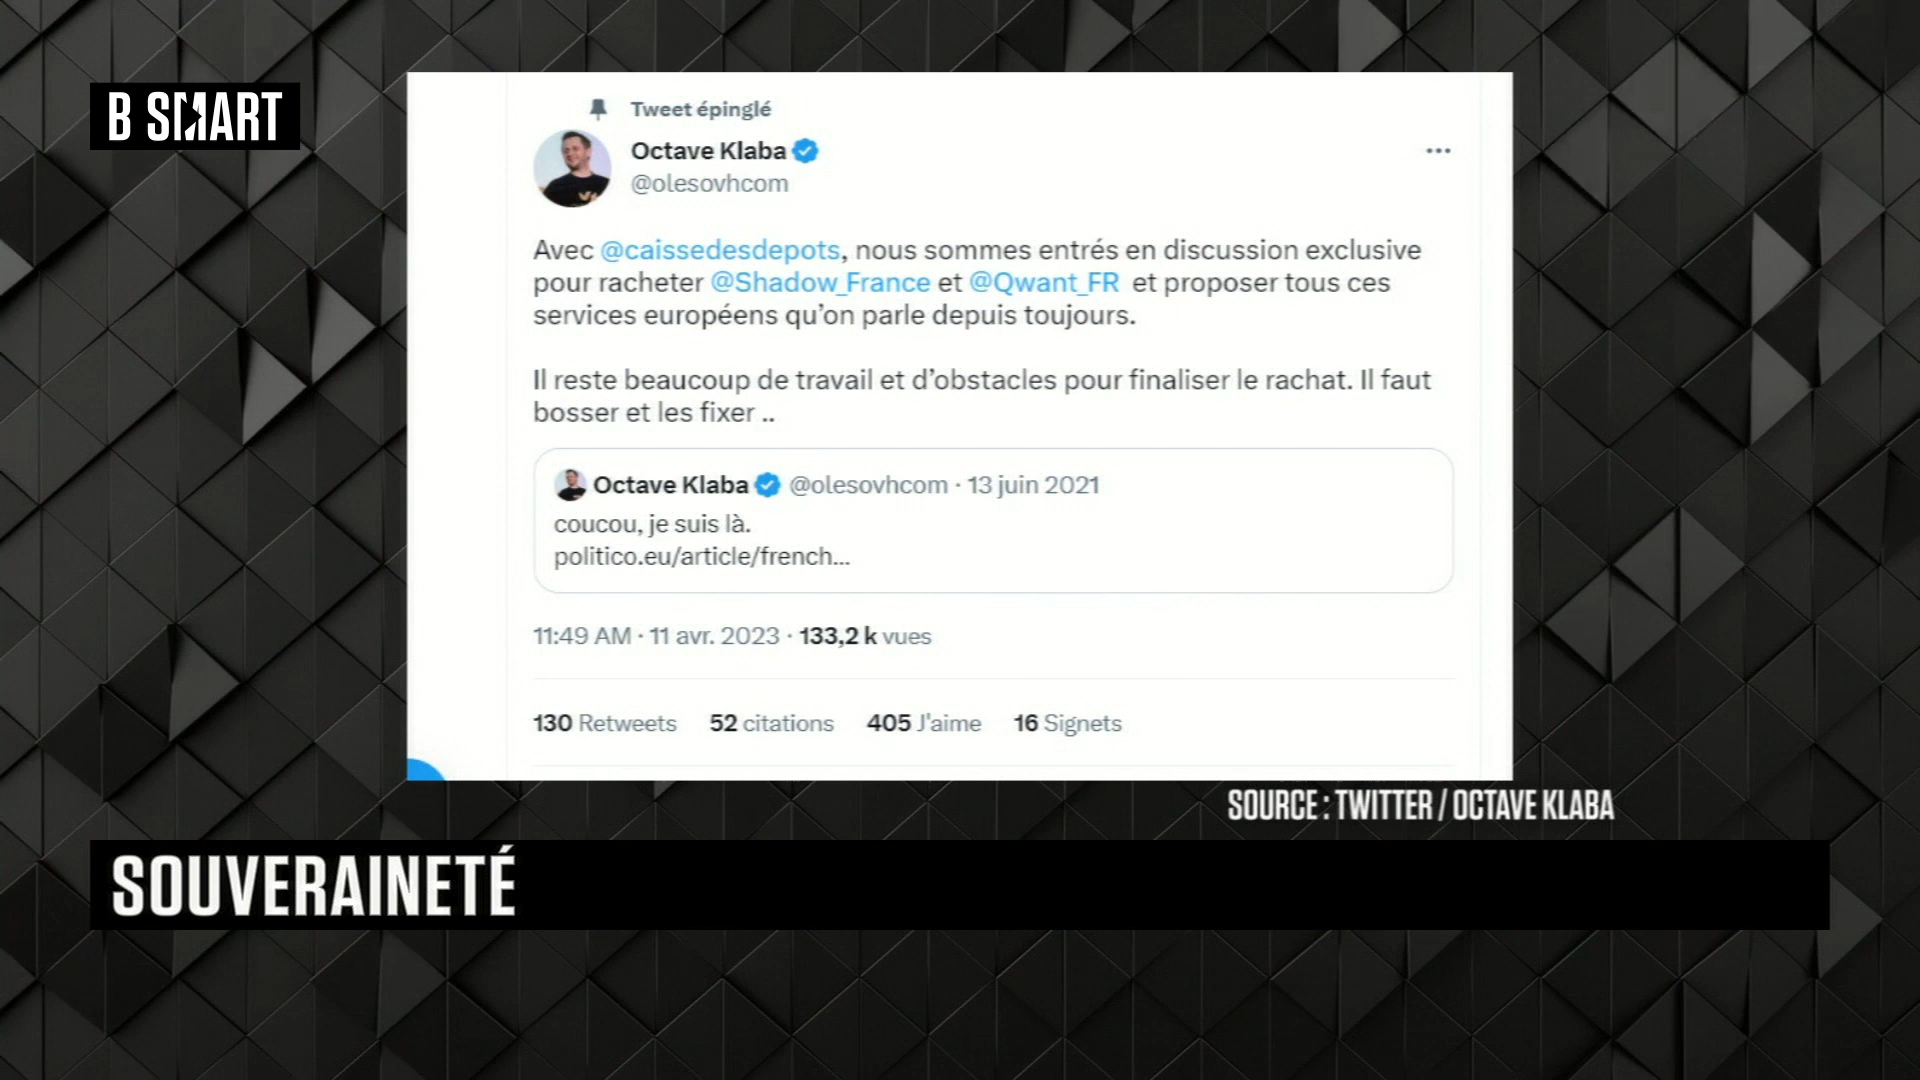 B SMART
Tweet épinglé
Octave Klaba
@olesovhcom
Avec @caissedesdepots, nous sommes entrés en discussion exclusive
pour racheter @Shadow_France et @Qwant_FR et proposer tous ces
services européens qu’on parle depuis toujours.
Il reste beaucoup de travail et d’obstacles pour finaliser le rachat. Il faut
bosser et les fixer ..
Octave Klaba @olesovhcom · 13 juin 2021
coucou, je suis là.
politico.eu/article/french...
11:49 AM · 11 avr. 2023 · 133,2 k vues
130 Retweets 52 citations 405 J'aime 16 Signets
SOURCE : TWITTER / OCTAVE KLABA
SOUVERAINETÉ